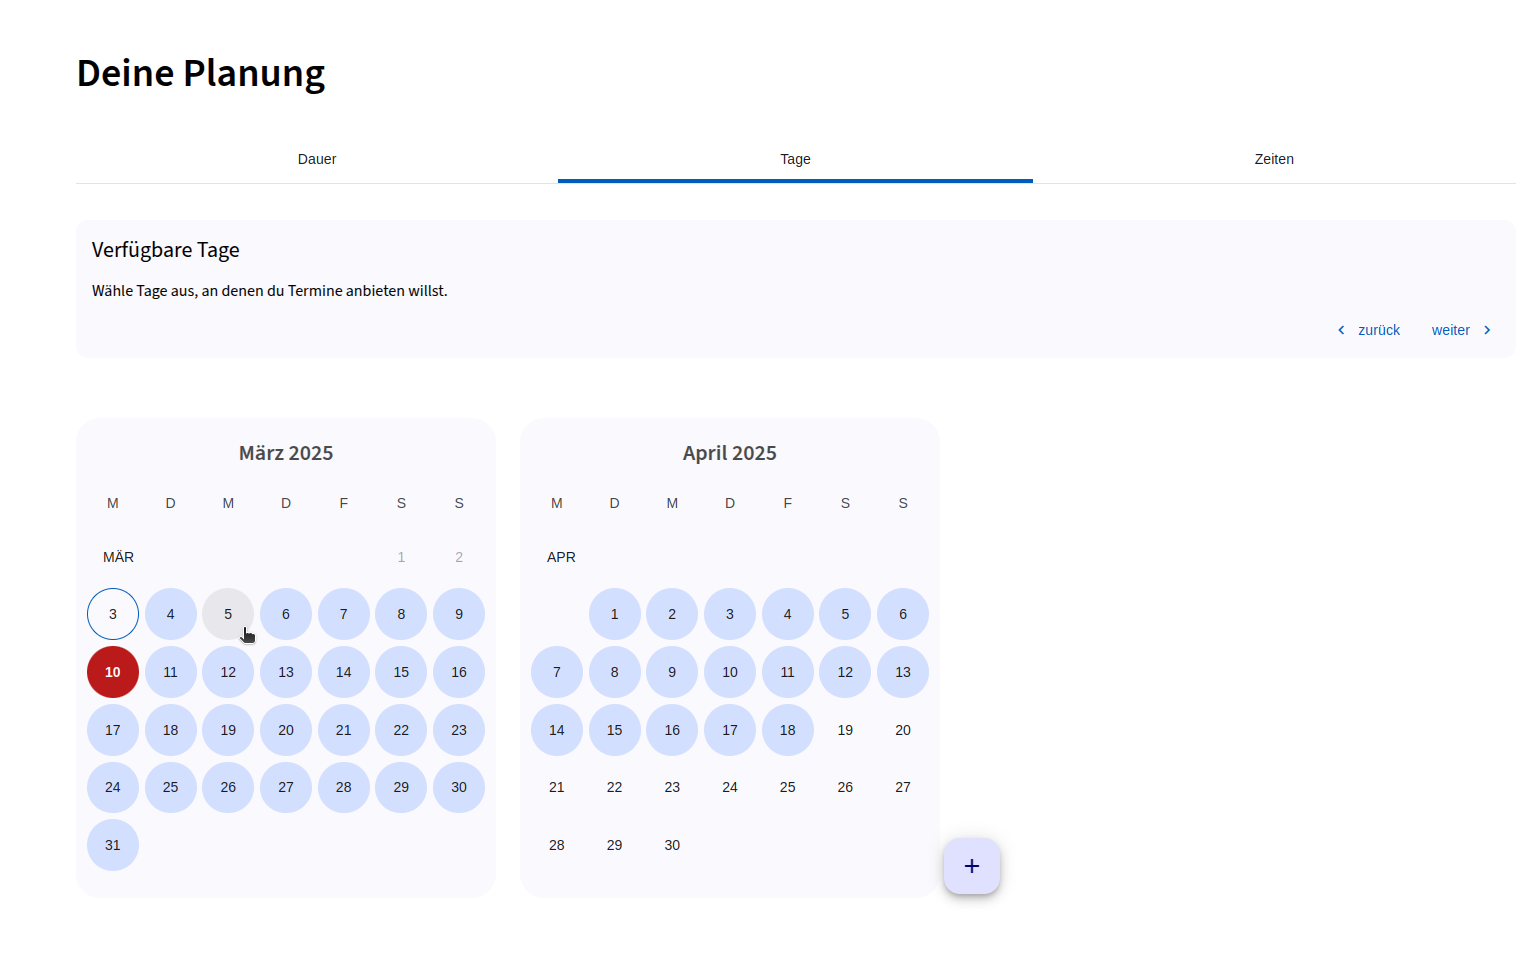 Deine Planung
Dauer Tage Zeiten
Verfügbare Tage
Wähle Tage aus, an denen du Termine anbieten willst.
zurück weiter
März 2025
M D M D F S S
MÄR 1 2
3 4 5 6 7 8 9
10 11 12 13 14 15 16
17 18 19 20 21 22 23
24 25 26 27 28 29 30
31
April 2025
M D M D F S S
APR
1 2 3 4 5 6
7 8 9 10 11 12 13
14 15 16 17 18 19 20
21 22 23 24 25 26 27
28 29 30
+